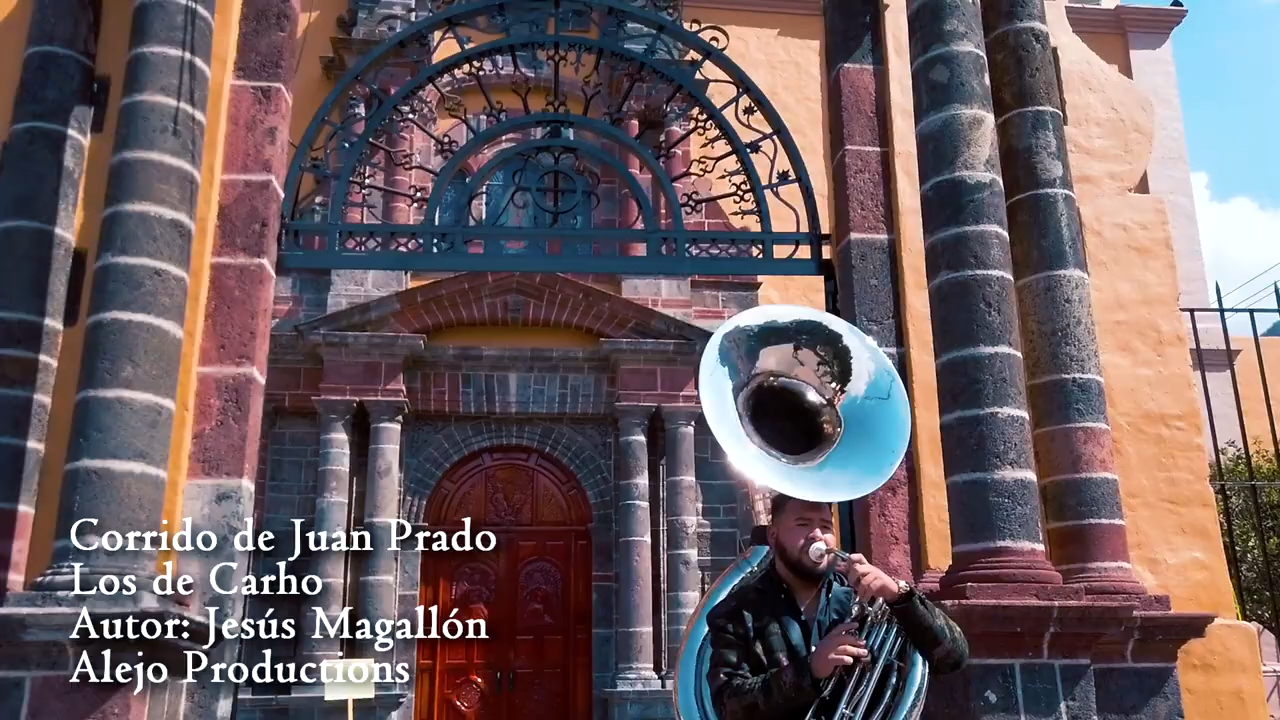 Corrido de Juan Prado
Los de Carho
Autor: Jesús Magallón
Alejo Productions